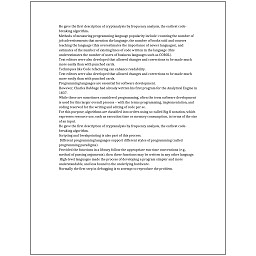 He gave the first description of cryptanalysis by frequency analysis, the earliest code-
breaking algorithm.
Methods of measuring programming language popularity include: counting the number of
job advertisements that mention the language, the number of books sold and courses
teaching the language (this overestimates the importance of newer languages), and
estimates of the number of existing lines of code written in the language (this
underestimates the number of users of business languages such as COBOL).
Text editors were also developed that allowed changes and corrections to be made much
more easily than with punched cards.
Techniques like Code refactoring can enhance readability.
Text editors were also developed that allowed changes and corrections to be made much
more easily than with punched cards.
Programming languages are essential for software development.
However, Charles Babbage had already written his first program for the Analytical Engine in
1837.
While these are sometimes considered programming, often the term software development
is used for this larger overall process – with the terms programming, implementation, and
coding reserved for the writing and editing of code per se.
For this purpose, algorithms are classified into orders using so-called Big O notation, which
expresses resource use, such as execution time or memory consumption, in terms of the size
of an input.
He gave the first description of cryptanalysis by frequency analysis, the earliest code-
breaking algorithm.
Scripting and breakpointing is also part of this process.
Different programming languages support different styles of programming (called
programming paradigms).
Provided the functions in a library follow the appropriate run-time conventions (e.g.,
method of passing arguments), then these functions may be written in any other language.
High-level languages made the process of developing a program simpler and more
understandable, and less bound to the underlying hardware.
Normally the first step in debugging is to attempt to reproduce the problem.